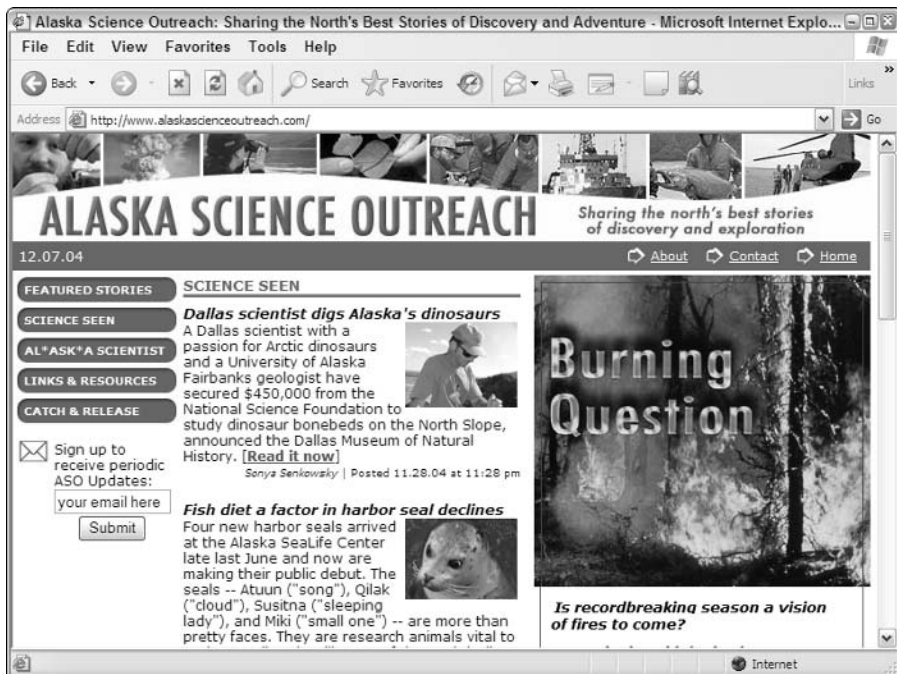 Alaska Science Outreach: Sharing the North's Best Stories of Discovery and Adventure - Microsoft Internet Explo...
File Edit View Favorites Tools Help
Back Search Favorites Links »
Address http://www.alaskascienceoutreach.com/ Go
ALASKA SCIENCE OUTREACH
Sharing the north's best stories
of discovery and exploration
12.07.04 About Contact Home
FEATURED STORIES
SCIENCE SEEN
AL*ASK*A SCIENTIST
LINKS & RESOURCES
CATCH & RELEASE
Sign up to
receive periodic
ASO Updates:
your email here
Submit
SCIENCE SEEN
Dallas scientist digs Alaska's dinosaurs
A Dallas scientist with a
passion for Arctic dinosaurs
and a University of Alaska
Fairbanks geologist have
secured $450,000 from the
National Science Foundation to
study dinosaur bonebeds on the North Slope,
announced the Dallas Museum of Natural
History. [Read it now]
Sonya Senkowsky | Posted 11.28.04 at 11:28 pm
Fish diet a factor in harbor seal declines
Four new harbor seals arrived
at the Alaska SeaLife Center
late last June and now are
making their public debut. The
seals -- Atuun ("song"), Qilak
("cloud"), Susitna ("sleeping
lady"), and Miki ("small one") -- are more than
pretty faces. They are research animals vital to
Burning
Question
Is recordbreaking season a vision
of fires to come?
Internet